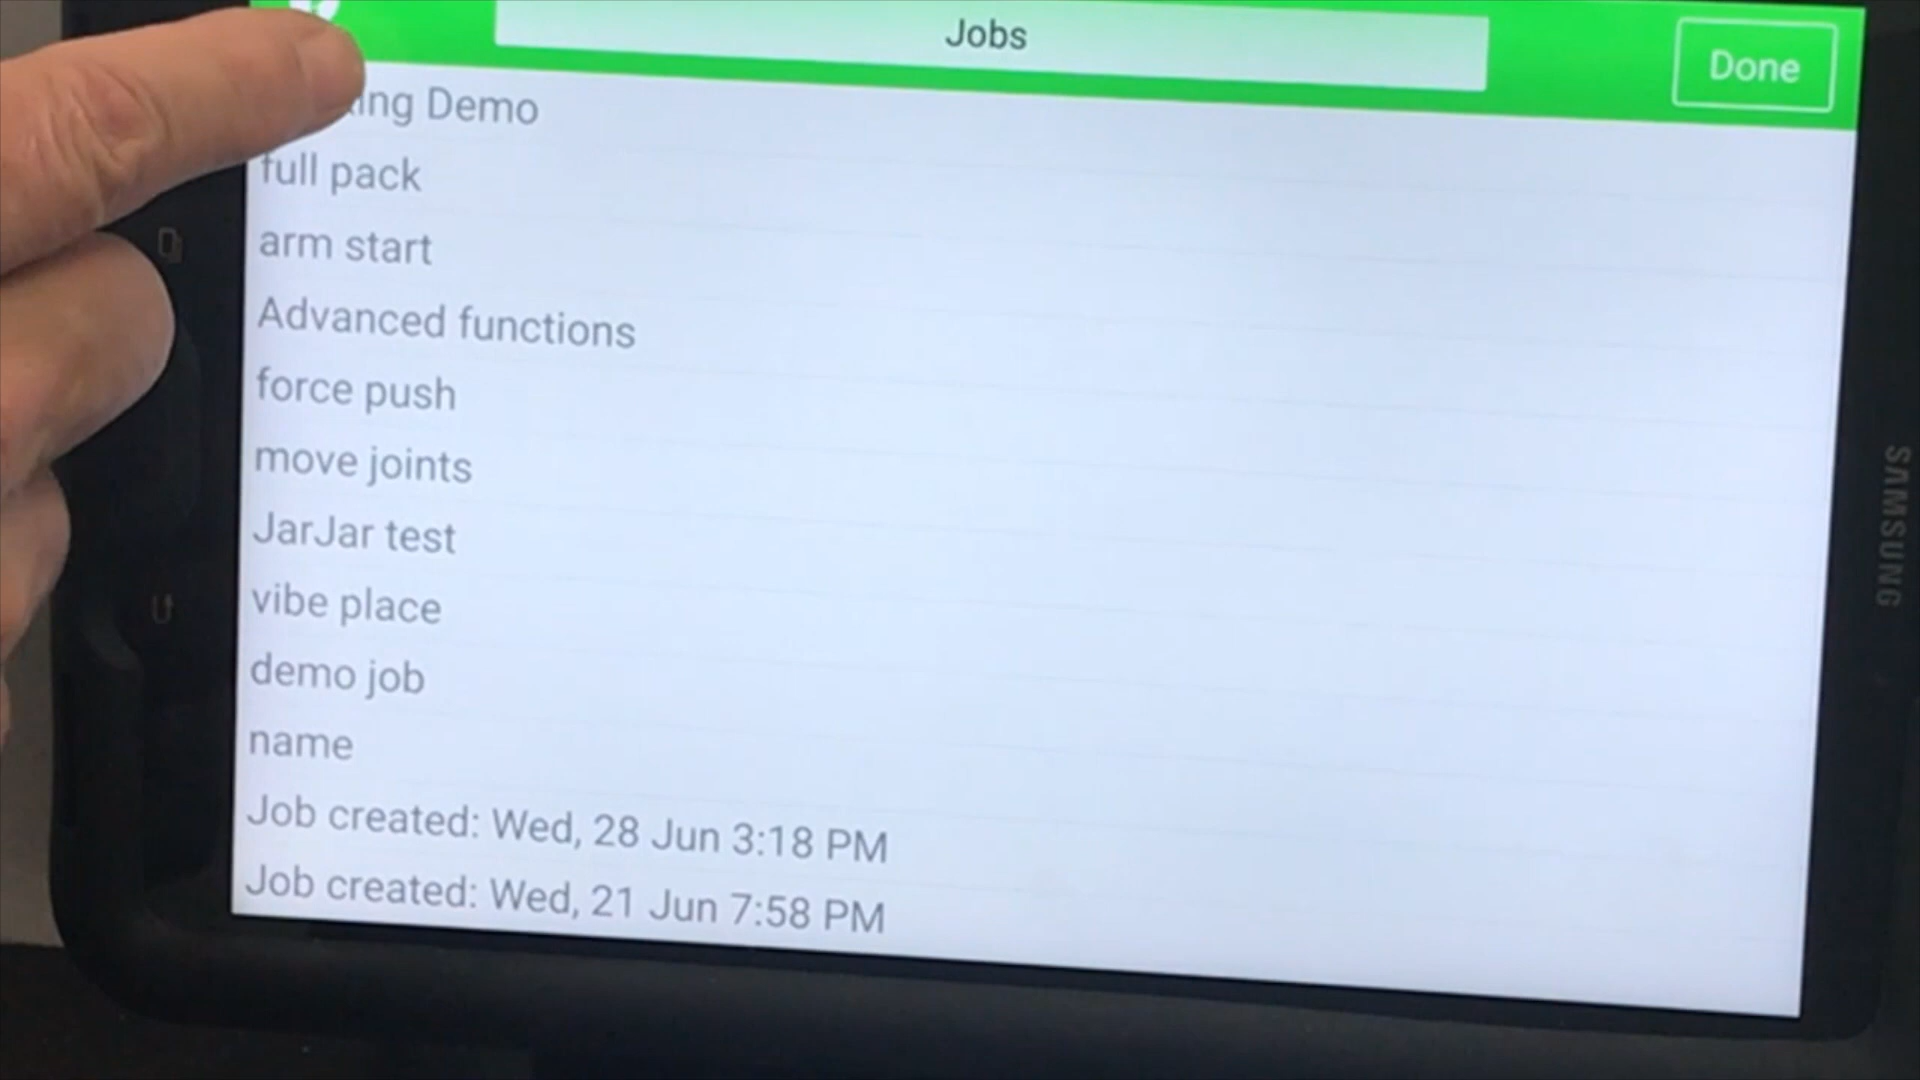 Jobs
Done
Demo
full pack
arm start
Advanced functions
force push
move joints
JarJar test
vibe place
demo job
name
Job created: Wed, 28 Jun 3:18 PM
Job created: Wed, 21 Jun 7:58 PM
SAMSUNG